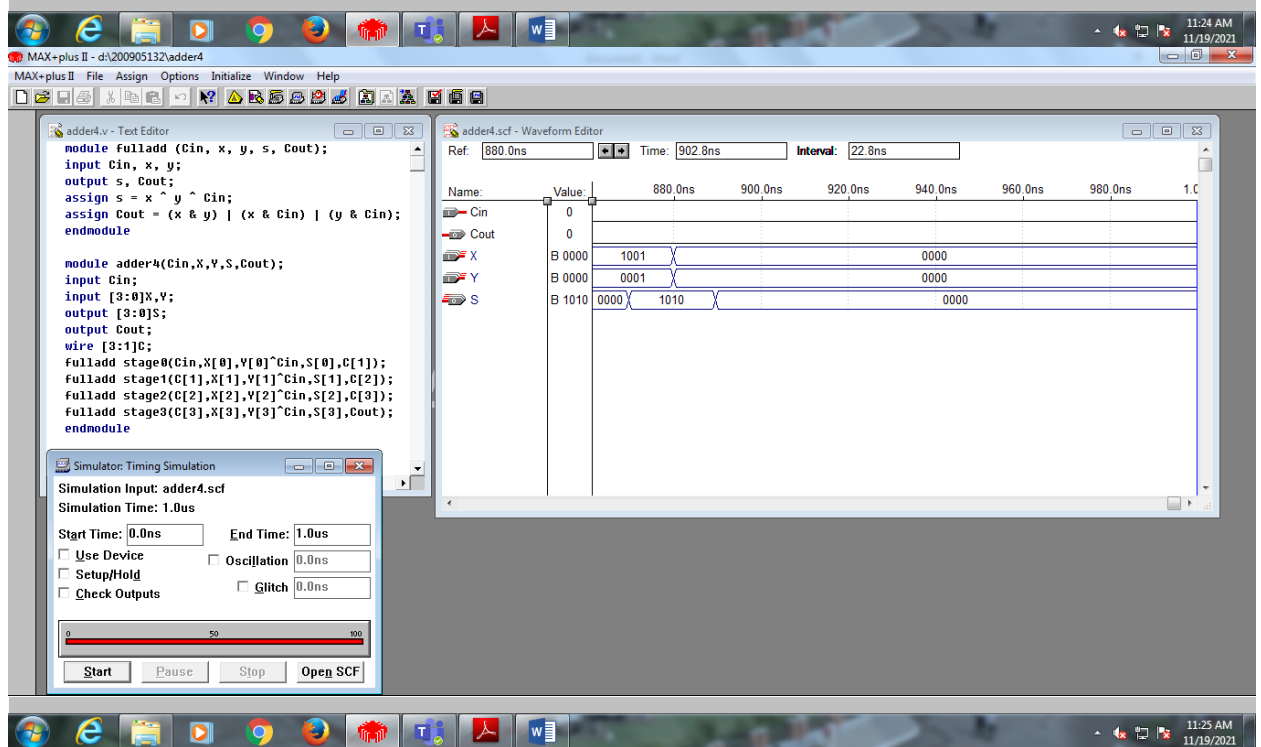 11:24 AM
11/19/2021
MAX+plus II - d:\200905132\adder4
MAX+plus II File Assign Options Initialize Window Help
adder4.v - Text Editor
module fulladd (Cin, x, y, s, Cout);
input Cin, x, y;
output s, Cout;
assign s = x ^ y ^ Cin;
assign Cout = (x & y) | (x & Cin) | (y & Cin);
endmodule
module adder4(Cin,X,Y,S,Cout);
input Cin;
input [3:0]X,Y;
output [3:0]S;
output Cout;
wire [3:1]C;
fulladd stage0(Cin,X[0],Y[0]^Cin,S[0],C[1]);
fulladd stage1(C[1],X[1],Y[1]^Cin,S[1],C[2]);
fulladd stage2(C[2],X[2],Y[2]^Cin,S[2],C[3]);
fulladd stage3(C[3],X[3],Y[3]^Cin,S[3],Cout);
endmodule
adder4.scf - Waveform Editor
Ref: 880.0ns Time: 902.8ns Interval: 22.8ns
Name: Value: 880.0ns 900.0ns 920.0ns 940.0ns 960.0ns 980.0ns 1.0
Cin 0
Cout 0
X B 0000 1001 0000
Y B 0000 0001 0000
S B 1010 0000 1010 0000
Simulator: Timing Simulation
Simulation Input: adder4.scf
Simulation Time: 1.0us
Start Time: 0.0ns End Time: 1.0us
Use Device
Oscillation 0.0ns
Setup/Hold
Glitch 0.0ns
Check Outputs
0 50 100
Start Pause Stop Open SCF
11:25 AM
11/19/2021